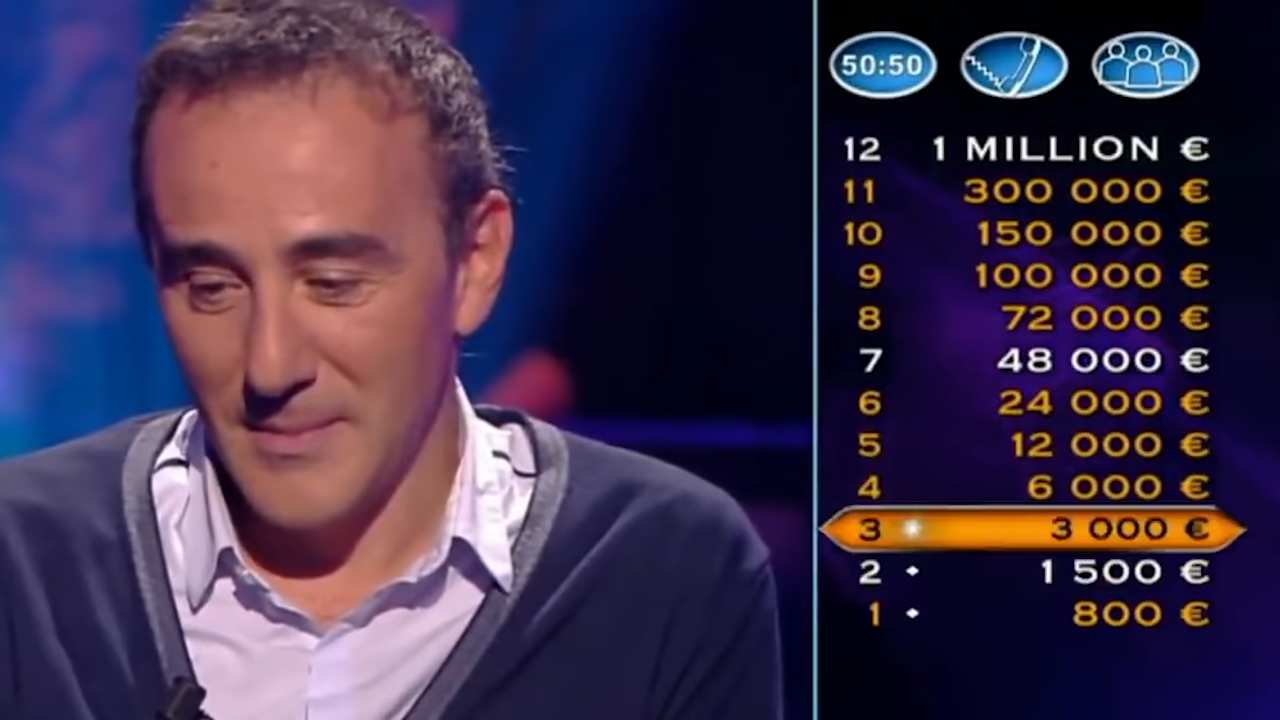 50:50
12 1 MILLION €
11 300 000 €
10 150 000 €
9 100 000 €
8 72 000 €
7 48 000 €
6 24 000 €
5 12 000 €
4 6 000 €
3 3 000 €
2 1 500 €
1 800 €